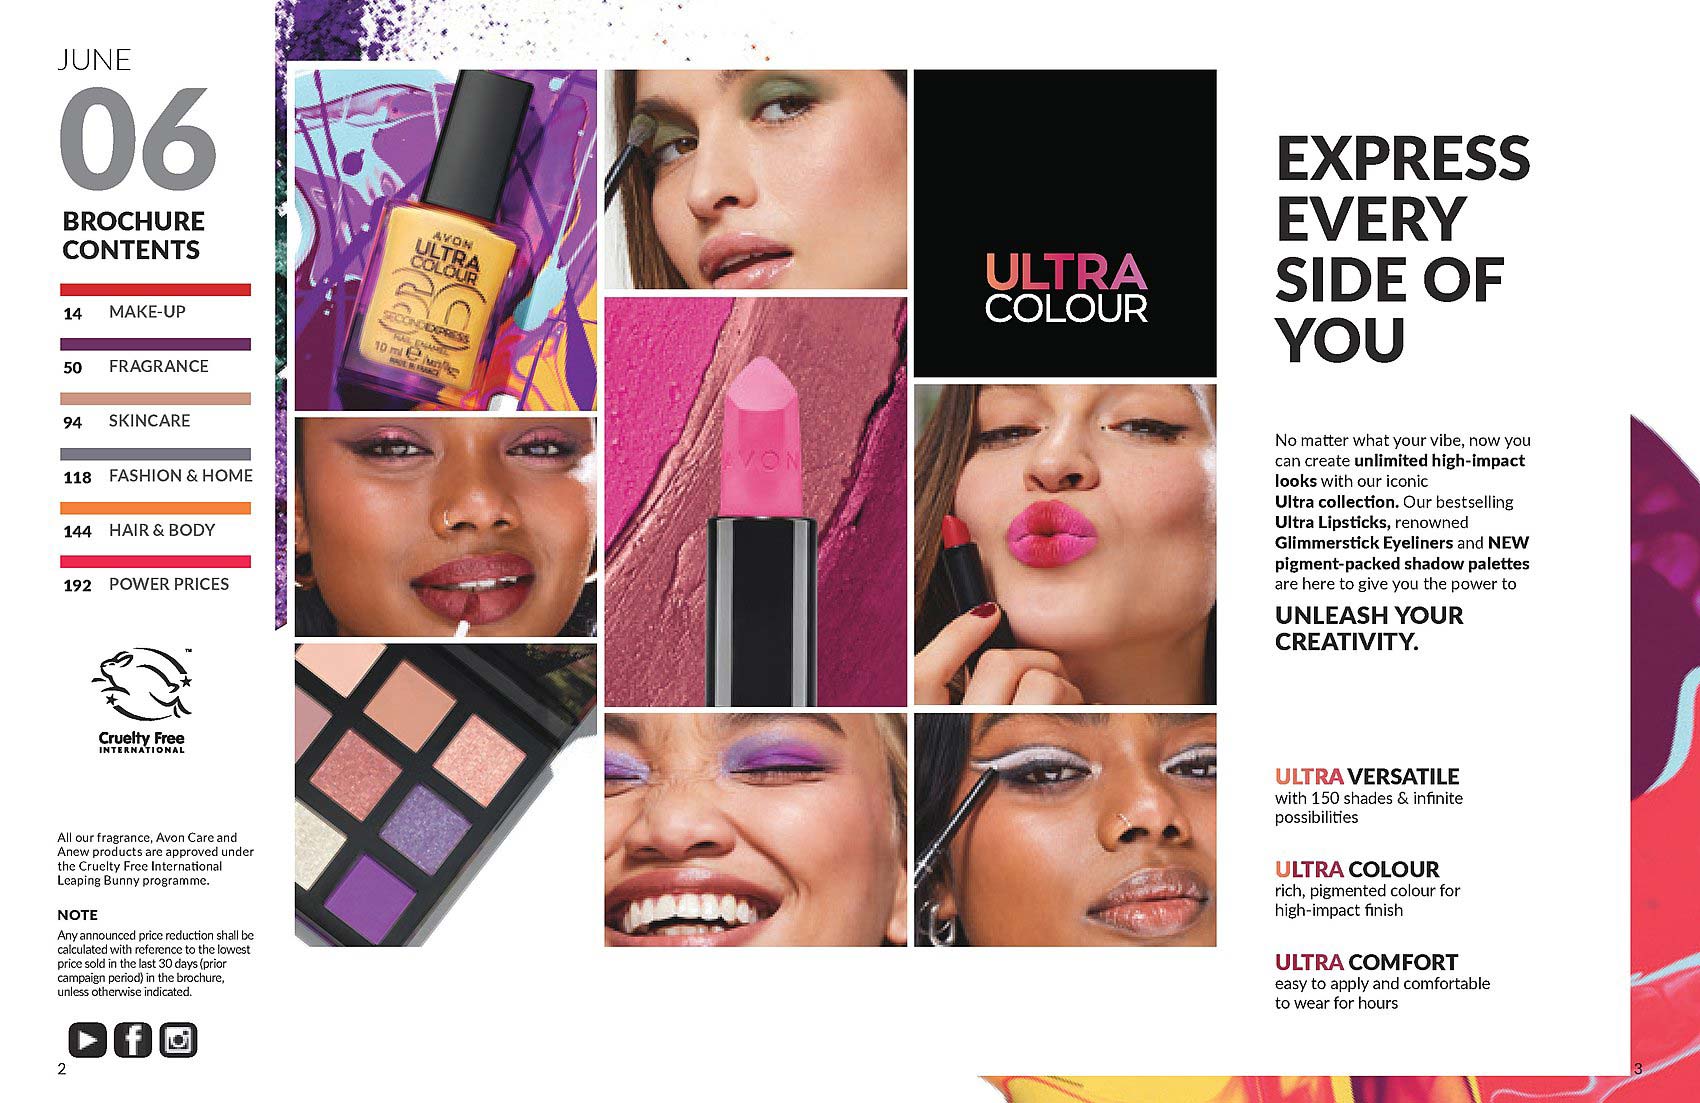 JUNE
06
BROCHURE
CONTENTS
14 MAKE-UP
50 FRAGRANCE
94 SKINCARE
118 FASHION & HOME
144 HAIR & BODY
192 POWER PRICES
™
Cruelty Free
INTERNATIONAL
All our fragrance, Avon Care and
Anew products are approved under
the Cruelty Free International
Leaping Bunny programme.
NOTE
Any announced price reduction shall be
calculated with reference to the lowest
price sold in the last 30 days (prior
campaign period) in the brochure,
unless otherwise indicated.
2
AVON
ULTRA
COLOUR
30
SECOND EXPRESS
NAIL ENAMEL
10 ml
MADE IN FRANCE
AVON
ULTRA
COLOUR
EXPRESS
EVERY
SIDE OF
YOU
No matter what your vibe, now you
can create unlimited high-impact
looks with our iconic
Ultra collection. Our bestselling
Ultra Lipsticks, renowned
Glimmerstick Eyeliners and NEW
pigment-packed shadow palettes
are here to give you the power to
UNLEASH YOUR
CREATIVITY.
ULTRA VERSATILE
with 150 shades & infinite
possibilities
ULTRA COLOUR
rich, pigmented colour for
high-impact finish
ULTRA COMFORT
easy to apply and comfortable
to wear for hours
3